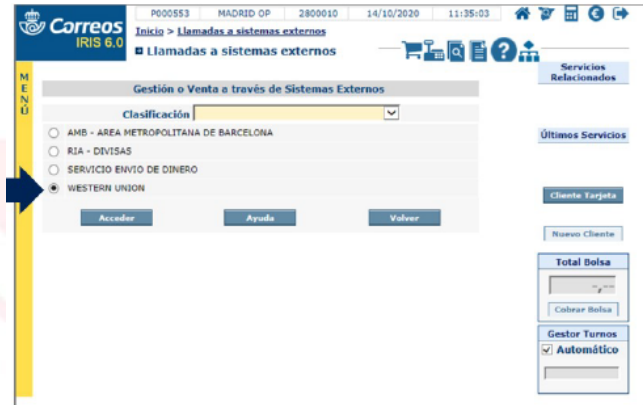 Correos
IRIS 6.0
P000553 MADRID OP 2800010 14/10/2020 11:35:03
Inicio > Llamadas a sistemas externos
Llamadas a sistemas externos
MENÚ
Gestión o Venta a través de Sistemas Externos
Clasificación
AMB - AREA METROPOLITANA DE BARCELONA
RIA - DIVISAS
SERVICIO ENVIO DE DINERO
WESTERN UNION
Acceder Ayuda Volver
Servicios
Relacionados
Últimos Servicios
Cliente Tarjeta
Nuevo Cliente
Total Bolsa
-,--
Cobrar Bolsa
Gestor Turnos
Automático